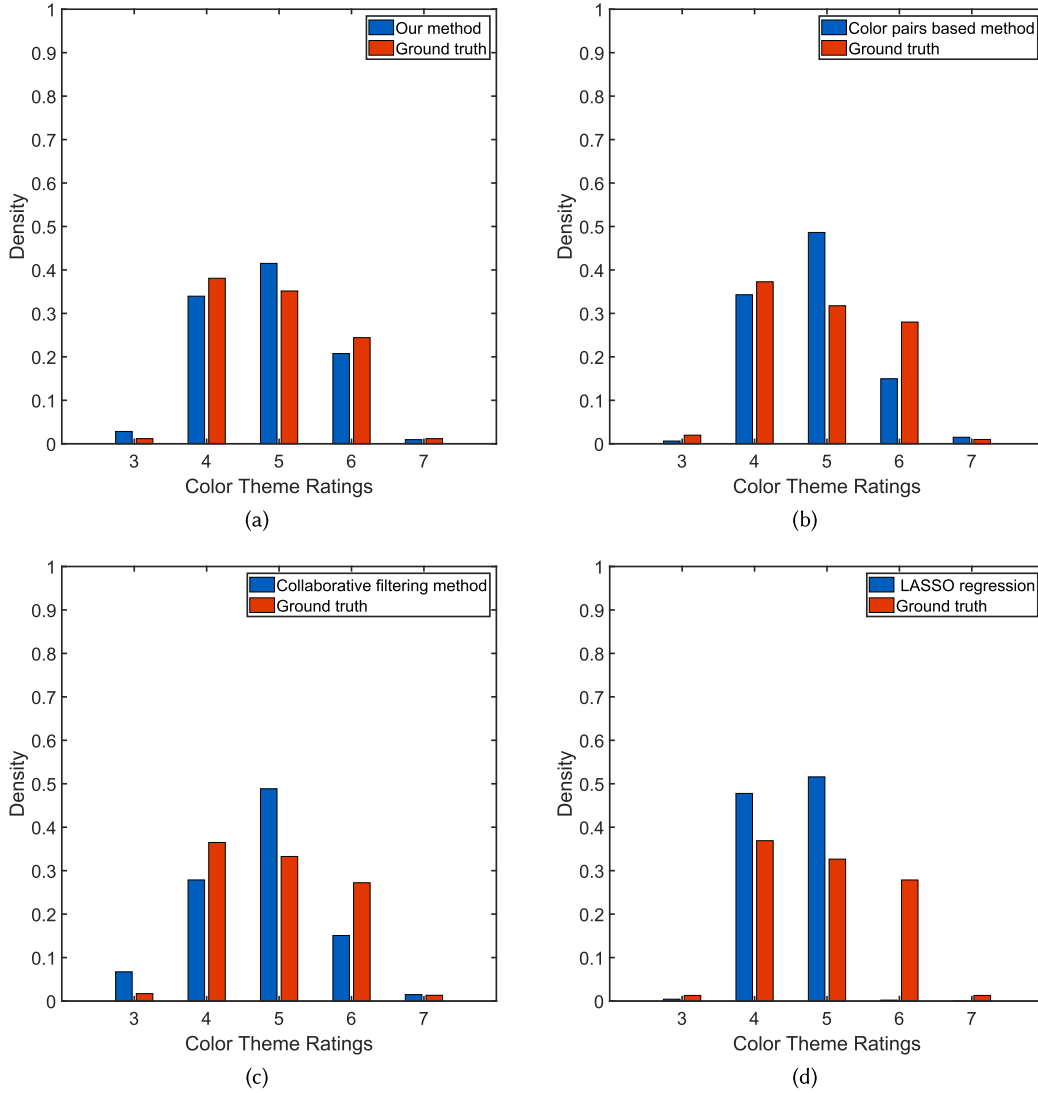 Our method
Ground truth
1
0.9
0.8
0.7
0.6
0.5
0.4
0.3
0.2
0.1
0
Density
3 4 5 6 7
Color Theme Ratings
(a)
Color pairs based method
Ground truth
1
0.9
0.8
0.7
0.6
0.5
0.4
0.3
0.2
0.1
0
Density
3 4 5 6 7
Color Theme Ratings
(b)
Collaborative filtering method
Ground truth
1
0.9
0.8
0.7
0.6
0.5
0.4
0.3
0.2
0.1
0
Density
3 4 5 6 7
Color Theme Ratings
(c)
LASSO regression
Ground truth
1
0.9
0.8
0.7
0.6
0.5
0.4
0.3
0.2
0.1
0
Density
3 4 5 6 7
Color Theme Ratings
(d)